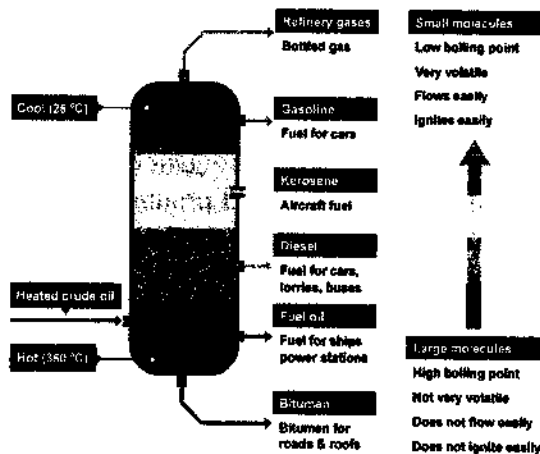 Refinery gases
Bottled gas
Cool (25 °C)
Gasoline
Fuel for cars
Kerosene
Aircraft fuel
Diesel
Fuel for cars,
lorries, buses
Heated crude oil
Fuel oil
Fuel for ships
power stations
Hot (350 °C)
Bitumen
Bitumen for
roads & roofs
Small molecules
Low boiling point
Very volatile
Flows easily
Ignites easily
Large molecules
High boiling point
Not very volatile
Does not flow easily
Does not ignite easily